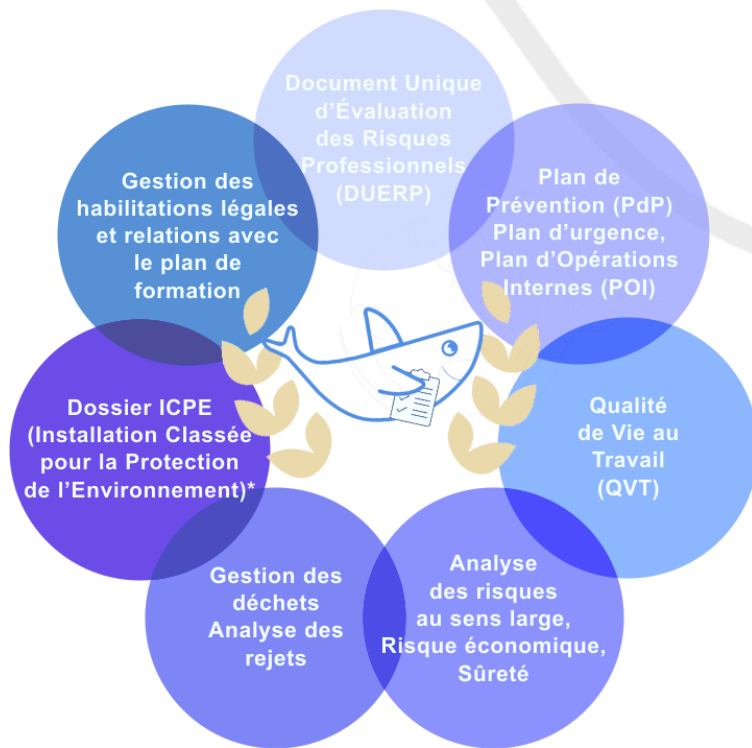 Document Unique
d’Évaluation
des Risques
Professionnels
(DUERP)
Plan de
Prévention (PdP)
Plan d’urgence,
Plan d’Opérations
Internes (POI)
Qualité
de Vie au
Travail
(QVT)
Analyse
des risques
au sens large,
Risque économique,
Sûreté
Gestion des
déchets
Analyse des
rejets
Dossier ICPE
(Installation Classée
pour la Protection
de l’Environnement)*
Gestion des
habilitations légales
et relations avec
le plan de
formation